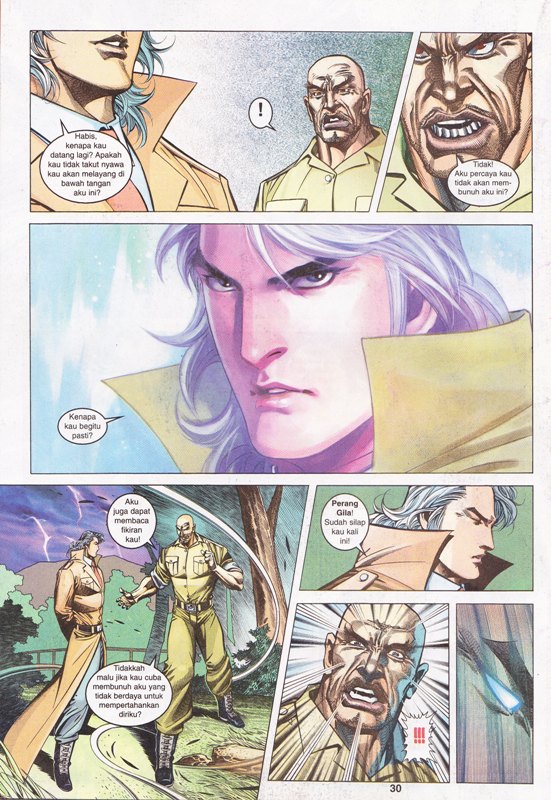 Habis,
kenapa kau
datang lagi? Apakah
kau tidak takut nyawa
kau akan melayang di
bawah tangan
aku ini?
!
Tidak!
Aku percaya kau
tidak akan mem-
bunuh aku ini?
Kenapa
kau begitu
pasti?
Aku
juga dapat
membaca
fikiran
kau!
Tidakkah
malu jika kau cuba
membunuh aku yang
tidak berdaya untuk
mempertahankan
diriku?
Perang
Gila!
Sudah silap
kau kali
ini!
!!!
30